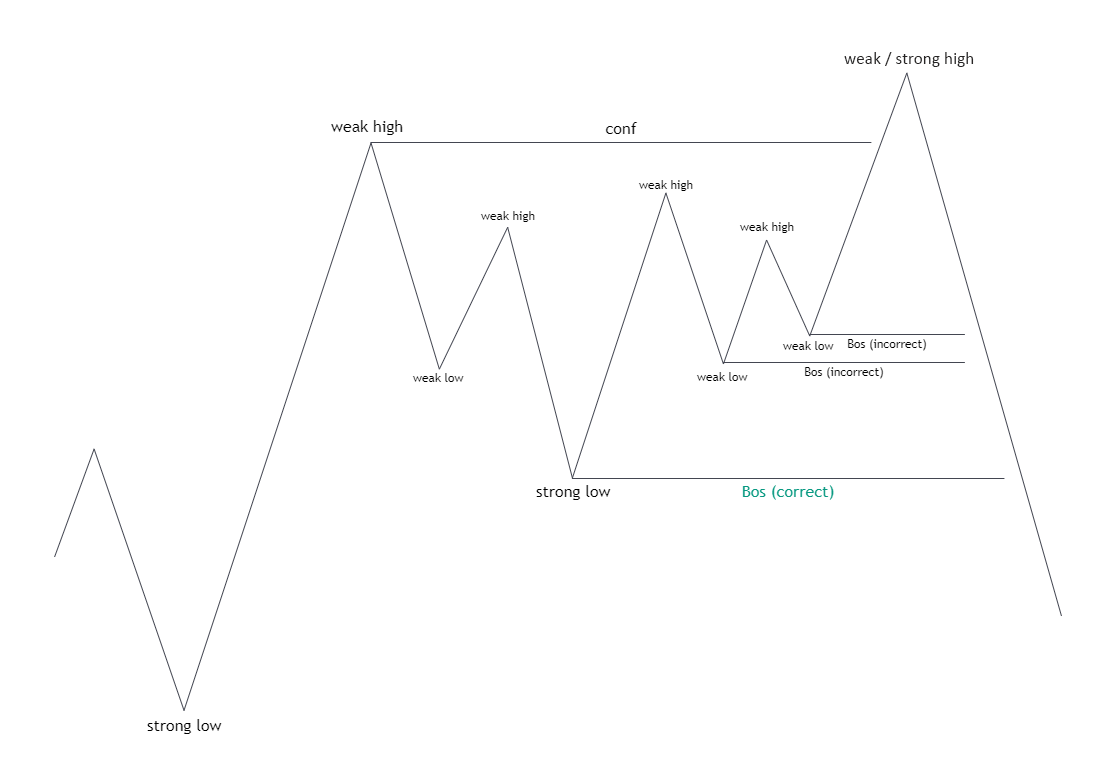 weak / strong high
weak high
conf
weak high
weak high
weak high
weak low
Bos (incorrect)
weak low
Bos (incorrect)
weak low
strong low
Bos (correct)
strong low